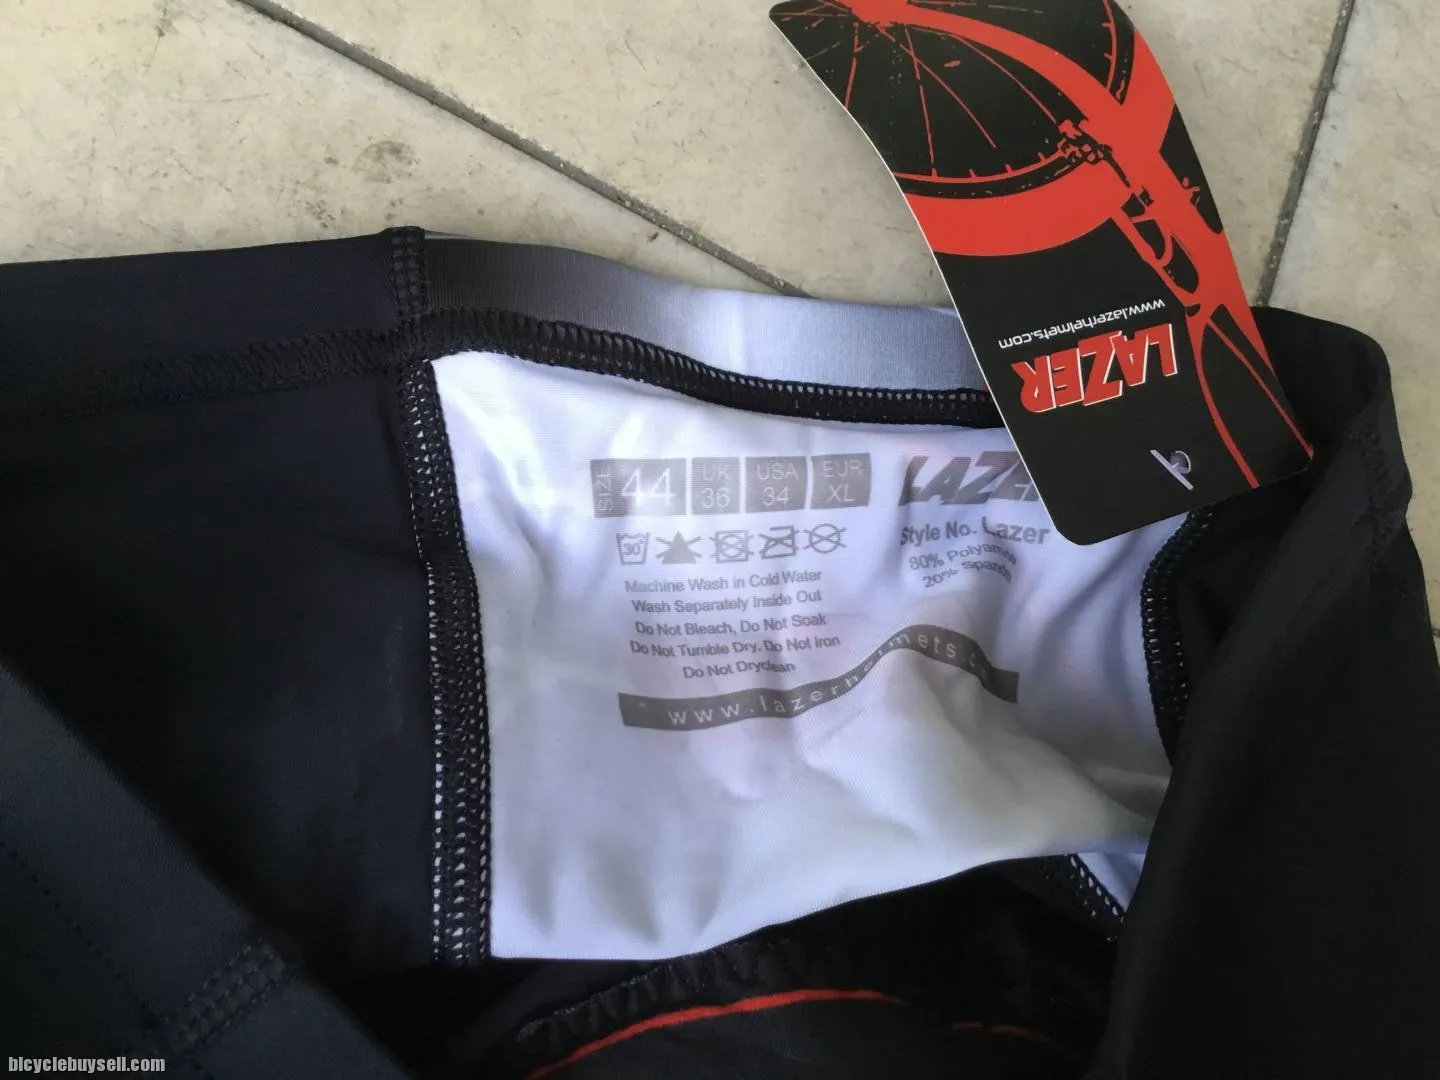 www.lazerhelmets.com
LAZER
SIZE 44 UK 36 USA 34 EUR XL
LAZER
30°
Style No. Lazer
80% Polyamide
20% Spandex
Machine Wash in Cold Water
Wash Separately Inside Out
Do Not Bleach, Do Not Soak
Do Not Tumble Dry. Do Not Iron
Do Not Dryclean
www.lazerhelmets.c
bicyclebuysell.com